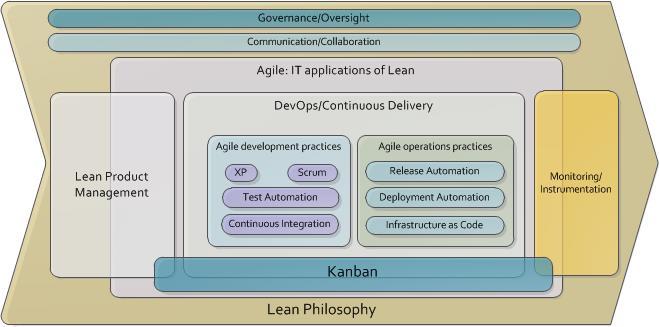 Governance/Oversight
Communication/Collaboration
Agile: IT applications of Lean
DevOps/Continuous Delivery
Lean Product
Management
Agile development practices
XP
Scrum
Test Automation
Continuous Integration
Agile operations practices
Release Automation
Deployment Automation
Infrastructure as Code
Monitoring/
Instrumentation
Kanban
Lean Philosophy